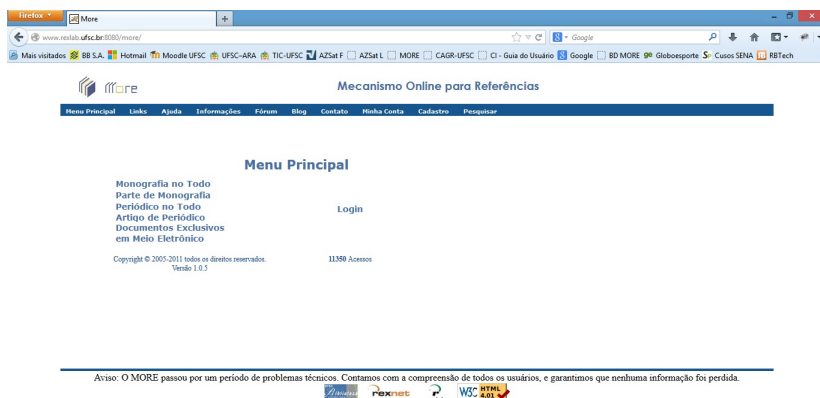 Firefox
More
www.rexlab.ufsc.br:8080/more/
Google
Mais visitados BB S.A. Hotmail Moodle UFSC UFSC-ARA TIC-UFSC AZSat F AZSat L MORE CAGR-UFSC CI - Guia do Usuário Google BD MORE Globoesporte Cusos SENA RBTech
more Mecanismo Online para Referências
Menu Principal Links Ajuda Informações Fórum Blog Contato Minha Conta Cadastro Pesquisar
Menu Principal
Monografia no Todo
Parte de Monografia
Periódico no Todo
Login
Artigo de Periódico
Documentos Exclusivos
em Meio Eletrônico
Copyright © 2005-2011 todos os direitos reservados. 11350 Acessos
Versão 1.0.5
Aviso: O MORE passou por um período de problemas técnicos. Contamos com a compreensão de todos os usuários, e garantimos que nenhuma informação foi perdida.
rexnet W3C HTML 4.01